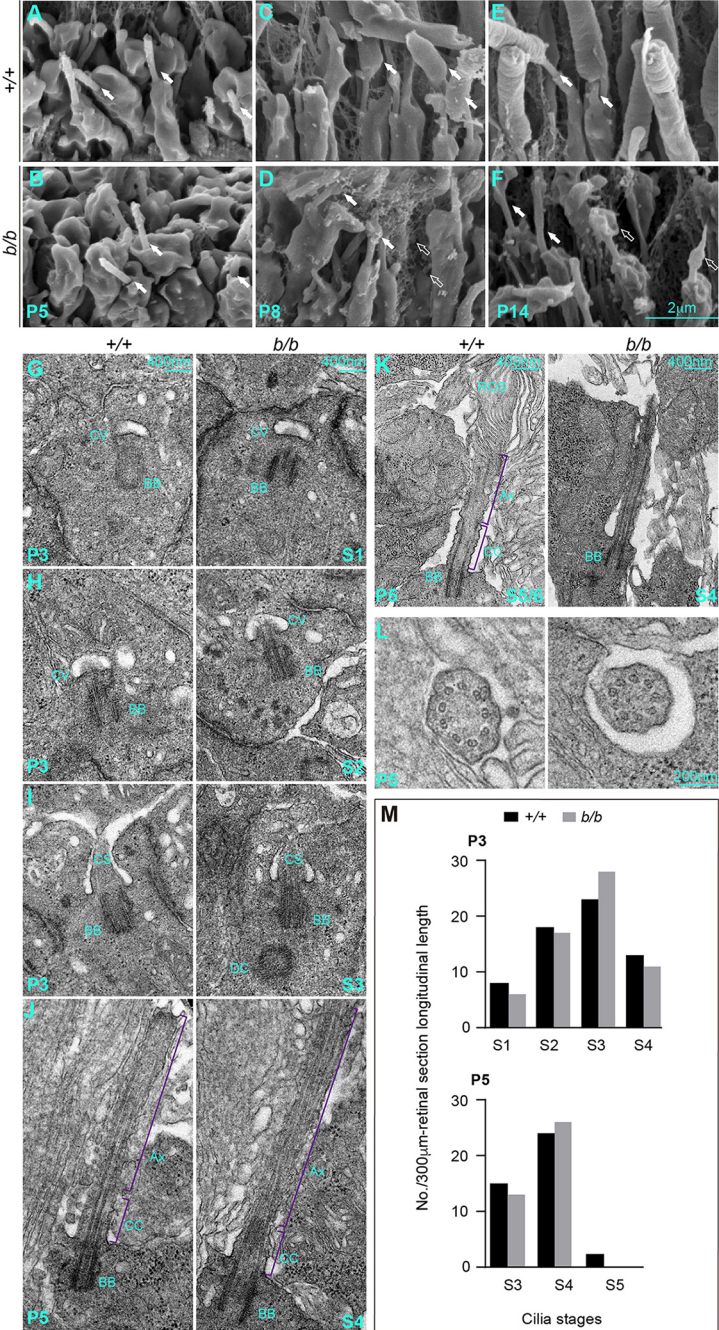 A
C
E
+/+
B
D
F
b/b
P5
P8
P14
2μm
+/+
b/b
+/+
b/b
G
400nm
400nm
CV
CV
BB
BB
P3
S1
K
400nm
400nm
ROS
Ax
CC
BB
BB
P5
S5/6
S4
H
CV
CV
BB
BB
P3
S2
L
P5
200nm
I
CS
CS
BB
BB
DC
P3
S3
J
Ax
Ax
CC
CC
BB
BB
P5
S4
M
+/+ b/b
P3
30
20
10
0
S1 S2 S3 S4
P5
30
20
10
0
S3 S4 S5
No./300μm-retinal section longitudinal length
Cilia stages